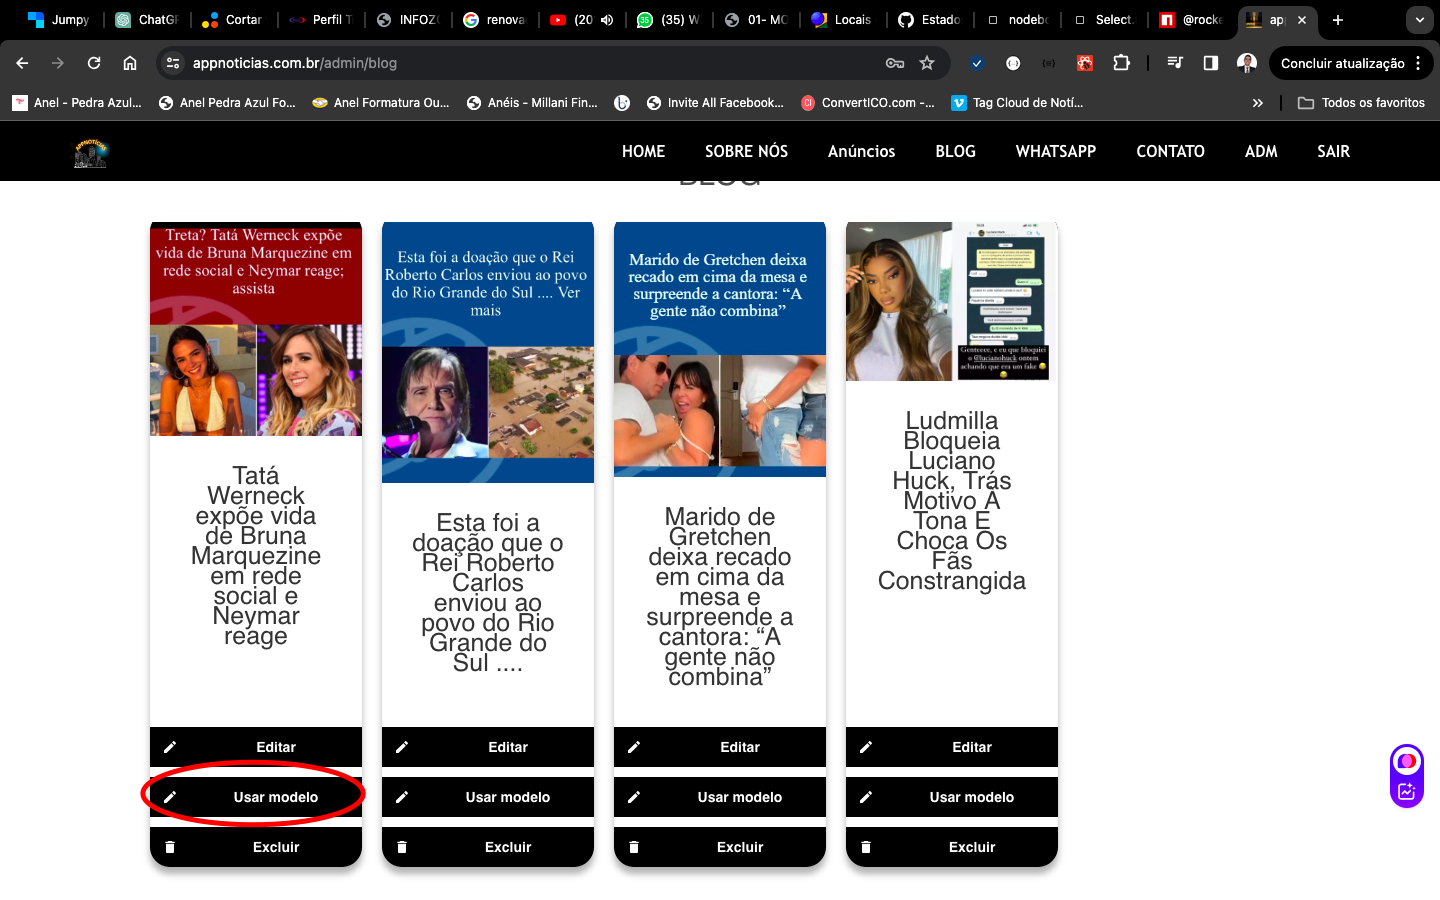 Jumpy
ChatGP
Cortar
Perfil T
INFOZ
renova
(20
(35) W
01- MO
Locais
Estado
nodeb
Select.
@rocke
ap
appnoticias.com.br/admin/blog
Concluir atualização
Anel - Pedra Azul...
Anel Pedra Azul Fo...
Anel Formatura Ou...
Anéis - Millani Fin...
Invite All Facebook...
ConvertICO.com -...
Tag Cloud de Notí...
Todos os favoritos
APPNOTÍCIAS
HOME
SOBRE NÓS
Anúncios
BLOG
WHATSAPP
CONTATO
ADM
SAIR
BLOG
Treta? Tatá Werneck expõe
vida de Bruna Marquezine em
rede social e Neymar reage;
assista
Tatá
Werneck
expõe vida
de Bruna
Marquezine
em rede
social e
Neymar
reage
Editar
Usar modelo
Excluir
Esta foi a doação que o Rei
Roberto Carlos enviou ao povo
do Rio Grande do Sul .... Ver
mais
Esta foi a
doação que o
Rei Roberto
Carlos
enviou ao
povo do Rio
Grande do
Sul ....
Editar
Usar modelo
Excluir
Marido de Gretchen deixa
recado em cima da mesa e
surpreende a cantora: “A
gente não combina”
Marido de
Gretchen
deixa recado
em cima da
mesa e
surpreende a
cantora: “A
gente não
combina”
Editar
Usar modelo
Excluir
Genteeee, e eu que bloquiei
o @lucianohuck ontem
achando que era um fake 😂
😂
Ludmilla
Bloqueia
Luciano
Huck, Trás
Motivo Á
Tona E
Choca Os
Fãs
Constrangida
Editar
Usar modelo
Excluir